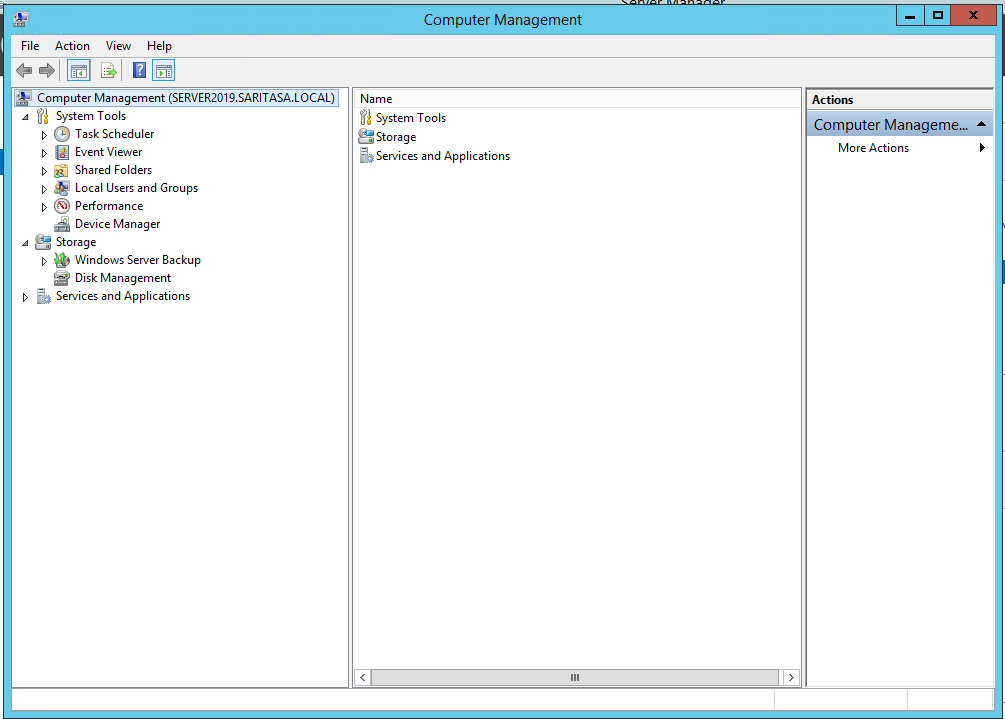 Server Manager
Computer Management
File Action View Help
Computer Management (SERVER2019.SARITASA.LOCAL)
System Tools
Task Scheduler
Event Viewer
Shared Folders
Local Users and Groups
Performance
Device Manager
Storage
Windows Server Backup
Disk Management
Services and Applications
Name
System Tools
Storage
Services and Applications
Actions
Computer Manageme...
More Actions